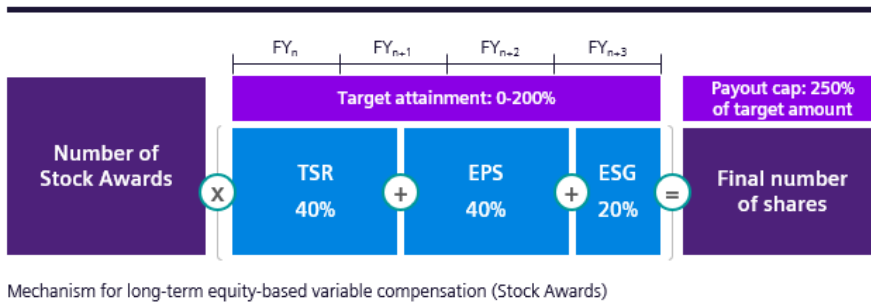 FYn FYn+1 FYn+2 FYn+3
Target attainment: 0-200%
Payout cap: 250%
of target amount
Number of
Stock Awards
x
TSR
40%
+
EPS
40%
+
ESG
20%
=
Final number
of shares
Mechanism for long-term equity-based variable compensation (Stock Awards)